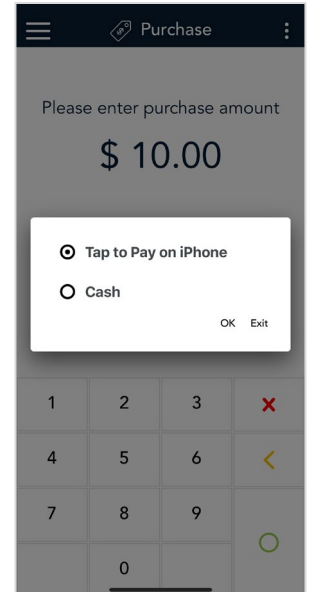 Purchase
Please enter purchase amount
$ 10.00
Tap to Pay on iPhone
Cash
OK Exit
1 2 3
4 5 6
7 8 9
0